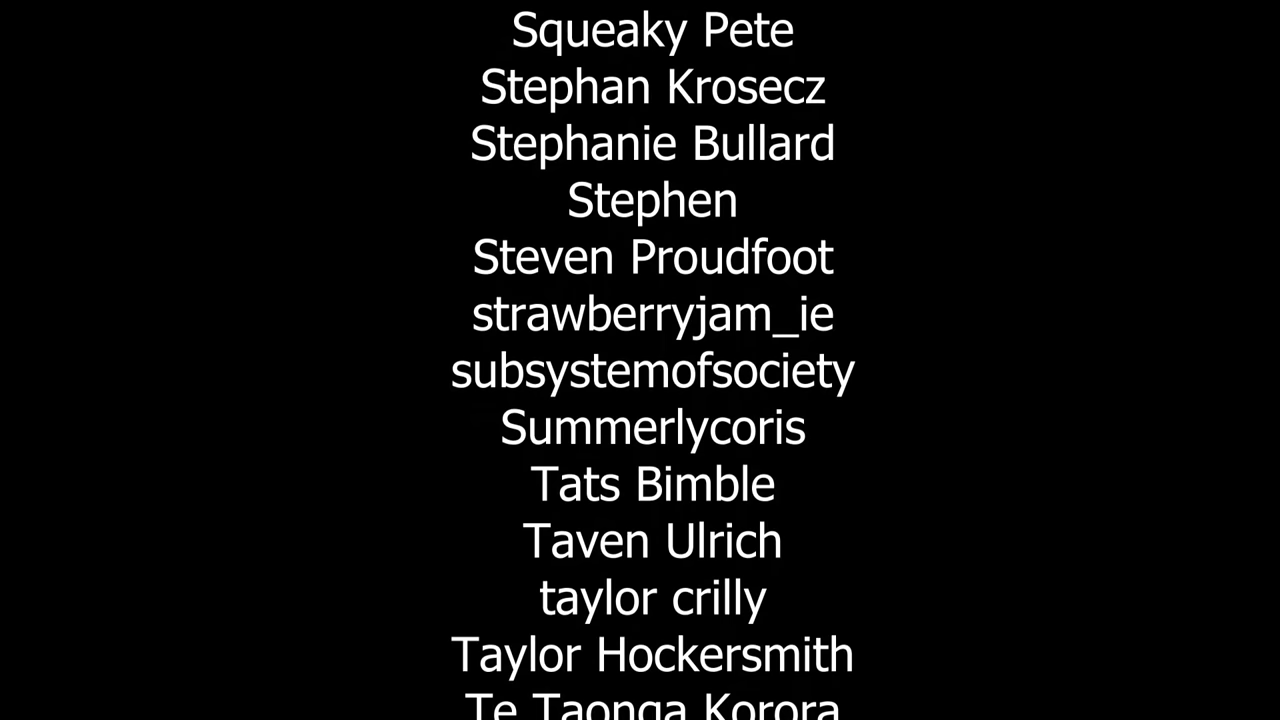 Squeaky Pete
Stephan Krosecz
Stephanie Bullard
Stephen
Steven Proudfoot
strawberryjam_ie
subsystemofsociety
Summerlycoris
Tats Bimble
Taven Ulrich
taylor crilly
Taylor Hockersmith
Te Taonga Korora